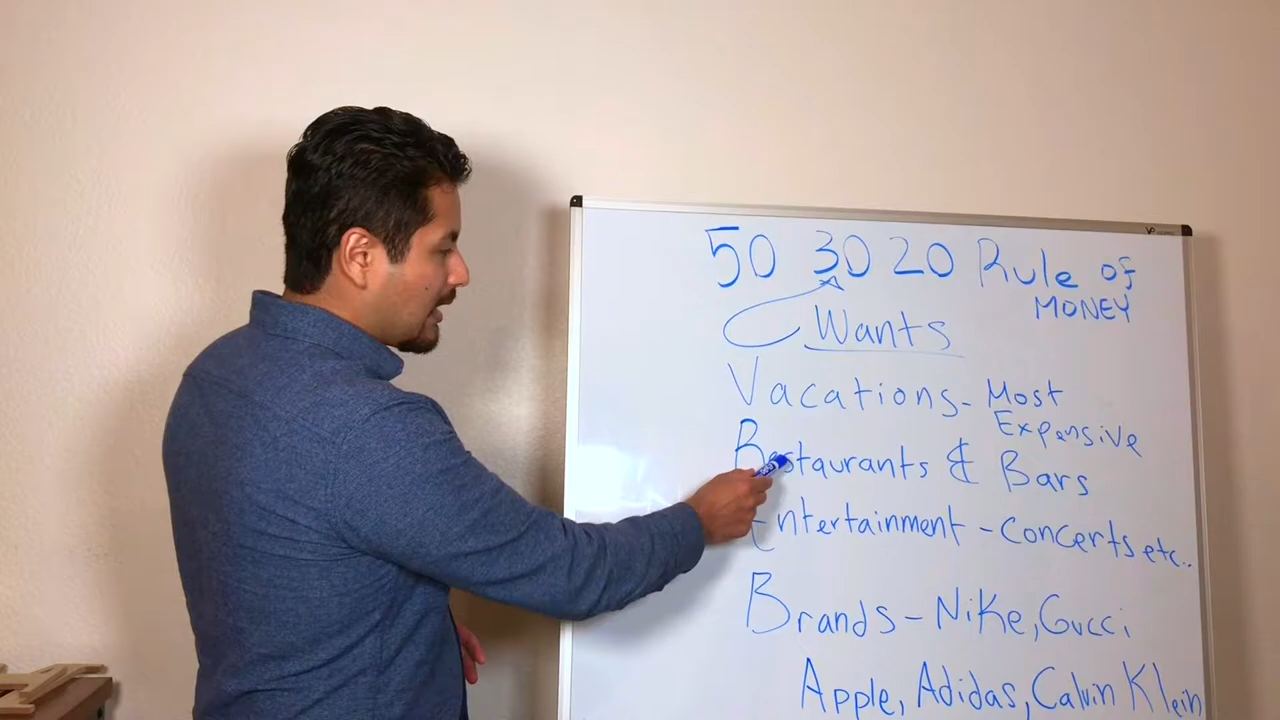 50 30 20 Rule of
MONEY
Wants
Vacations - Most
Expensive
Restaurants & Bars
Entertainment - Concerts etc..
Brands - Nike, Gucci
Apple, Adidas, Calvin Klein